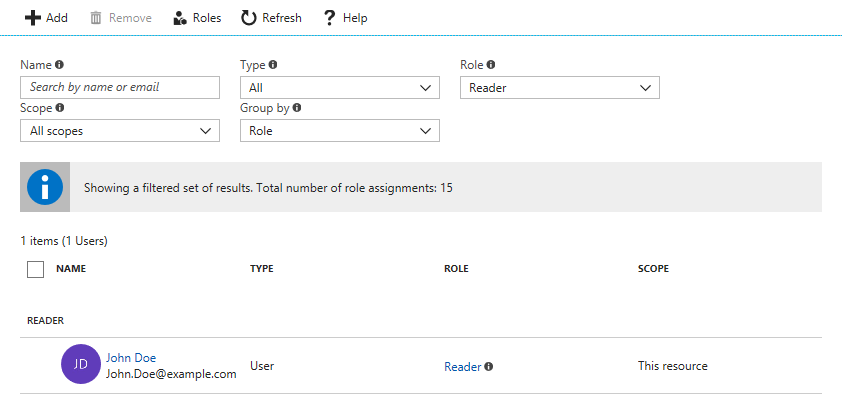 Add Remove Roles Refresh ? Help
Name Type Role
Search by name or email All Reader
Scope Group by
All scopes Role
Showing a filtered set of results. Total number of role assignments: 15
1 items (1 Users)
NAME TYPE ROLE SCOPE
READER
JD John Doe
John.Doe@example.com User Reader This resource